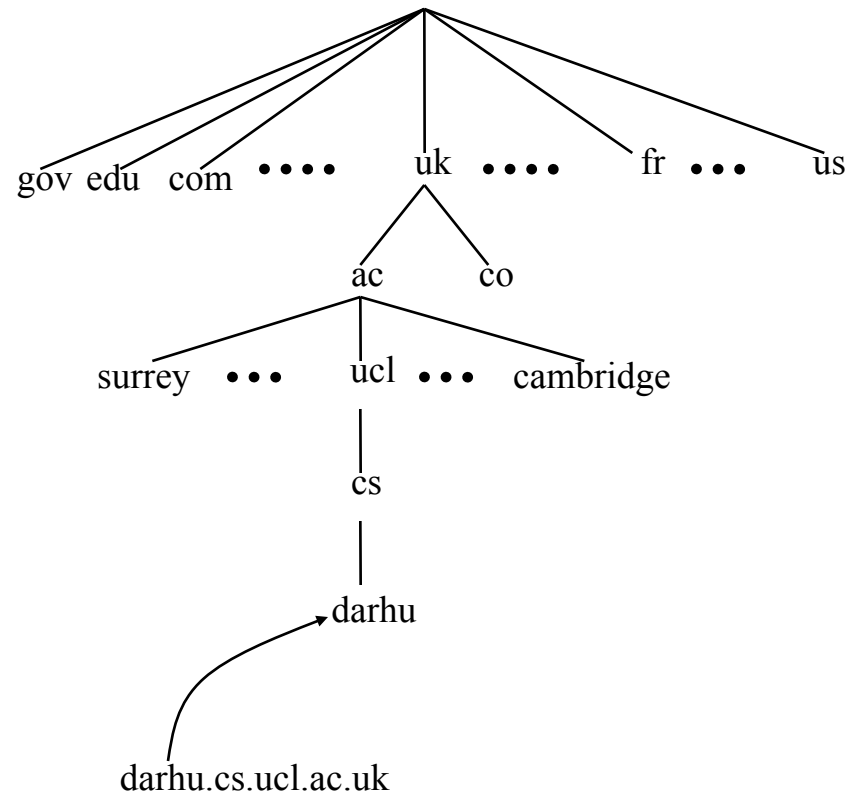 gov edu com •••• uk •••• fr ••• us
ac co
surrey ••• ucl ••• cambridge
cs
darhu
darhu.cs.ucl.ac.uk